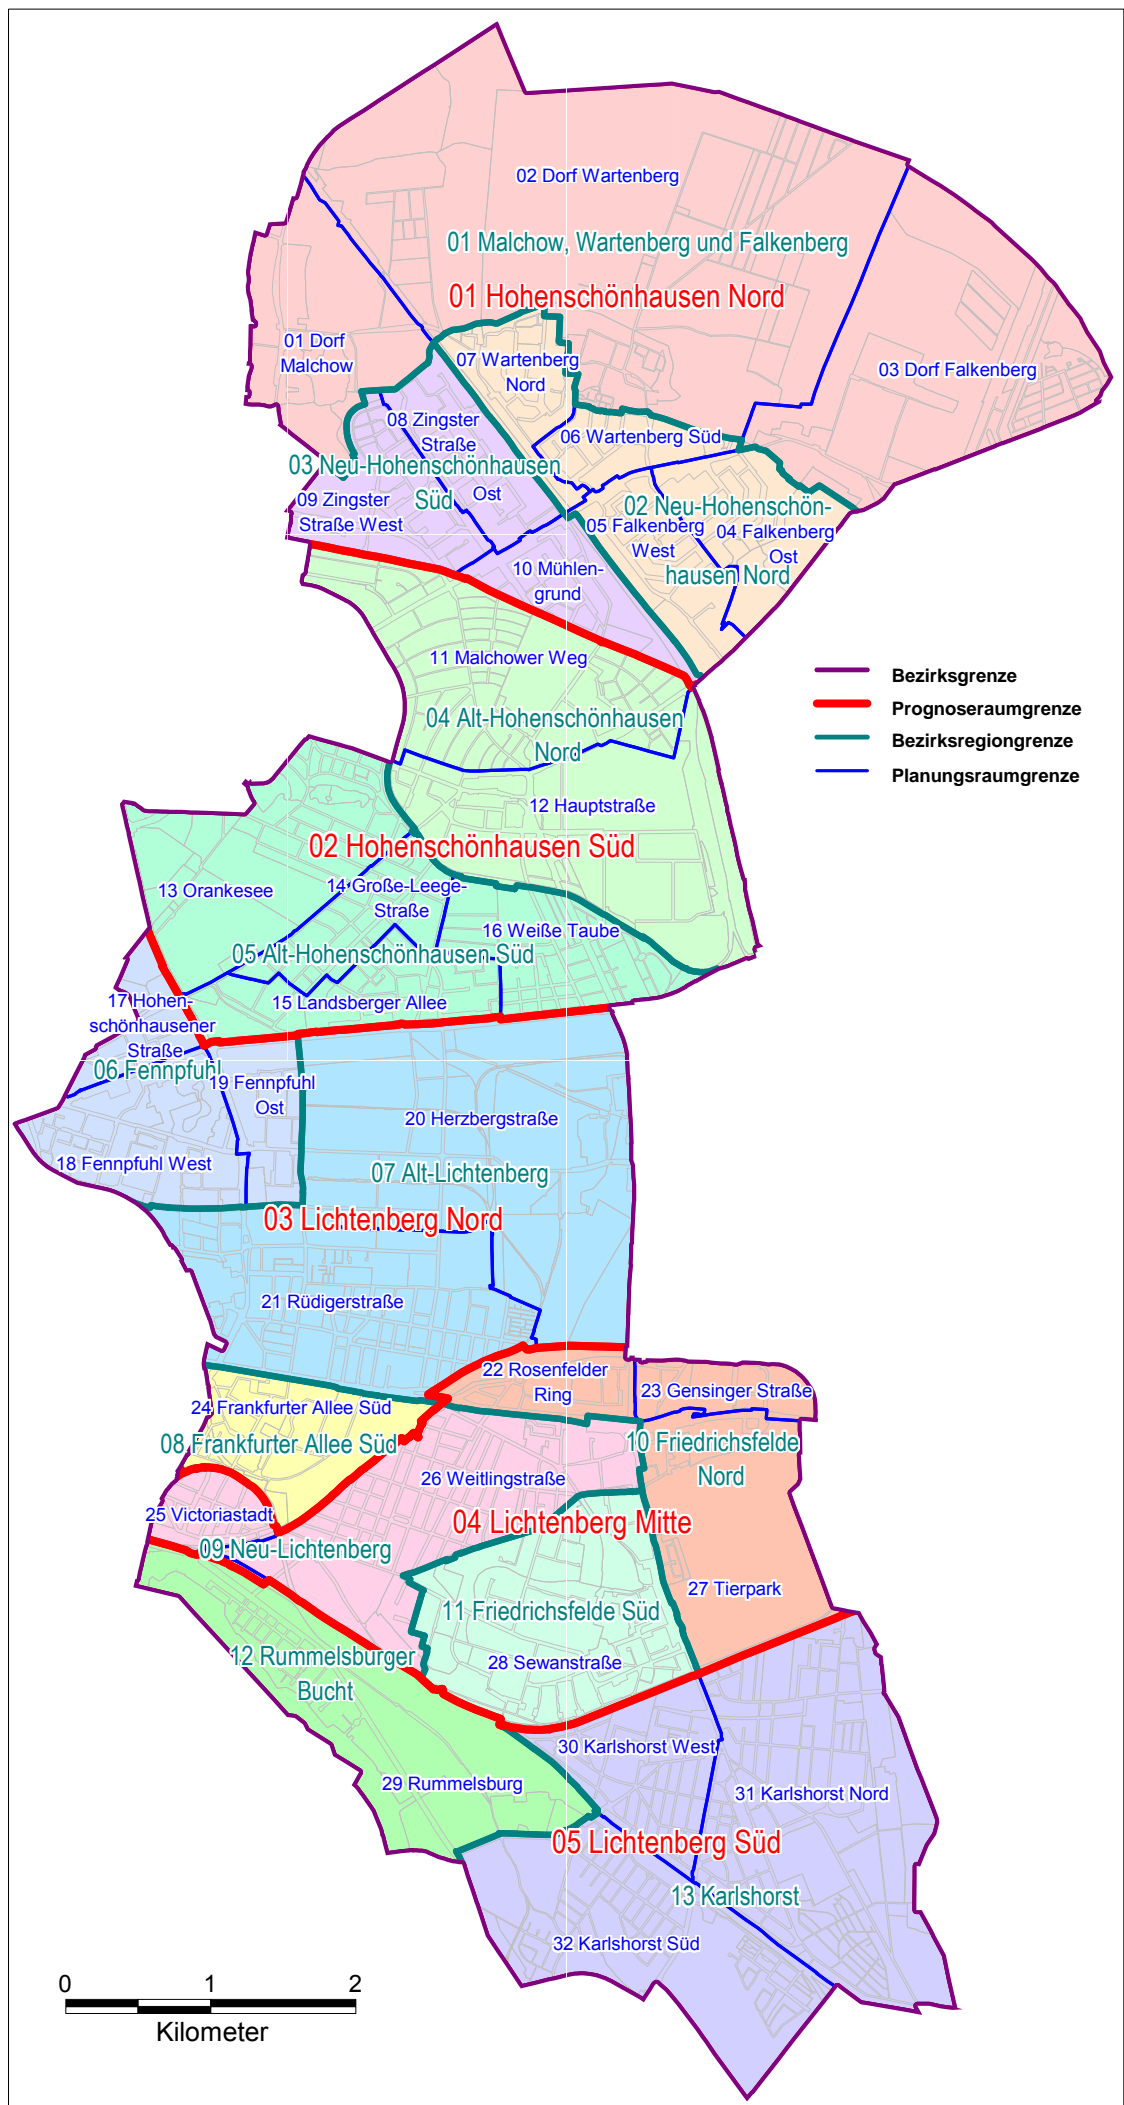 02 Dorf Wartenberg
01 Malchow, Wartenberg und Falkenberg
01 Hohenschönhausen Nord
01 Dorf
Malchow
07 Wartenberg
Nord
03 Dorf Falkenberg
08 Zingster
Straße
Ost
06 Wartenberg Süd
03 Neu-Hohenschönhausen
Süd
09 Zingster
Straße West
02 Neu-Hohenschön-
hausen Nord
05 Falkenberg
West
04 Falkenberg
Ost
10 Mühlen-
grund
11 Malchower Weg
Bezirksgrenze
Prognoseraumgrenze
Bezirksregiongrenze
Planungsraumgrenze
04 Alt-Hohenschönhausen
Nord
12 Hauptstraße
02 Hohenschönhausen Süd
13 Orankesee
14 Große-Leege-
Straße
16 Weiße Taube
05 Alt-Hohenschönhausen Süd
15 Landsberger Allee
17 Hohen-
schönhausener
Straße
06 Fennpfuhl
19 Fennpfuhl
Ost
20 Herzbergstraße
18 Fennpfuhl West
07 Alt-Lichtenberg
03 Lichtenberg Nord
21 Rüdigerstraße
22 Rosenfelder
Ring
23 Gensinger Straße
24 Frankfurter Allee Süd
08 Frankfurter Allee Süd
10 Friedrichsfelde
Nord
26 Weitlingstraße
25 Victoriastadt
04 Lichtenberg Mitte
09 Neu-Lichtenberg
27 Tierpark
11 Friedrichsfelde Süd
12 Rummelsburger
Bucht
28 Sewanstraße
30 Karlshorst West
29 Rummelsburg
31 Karlshorst Nord
05 Lichtenberg Süd
13 Karlshorst
32 Karlshorst Süd
0 1 2
Kilometer